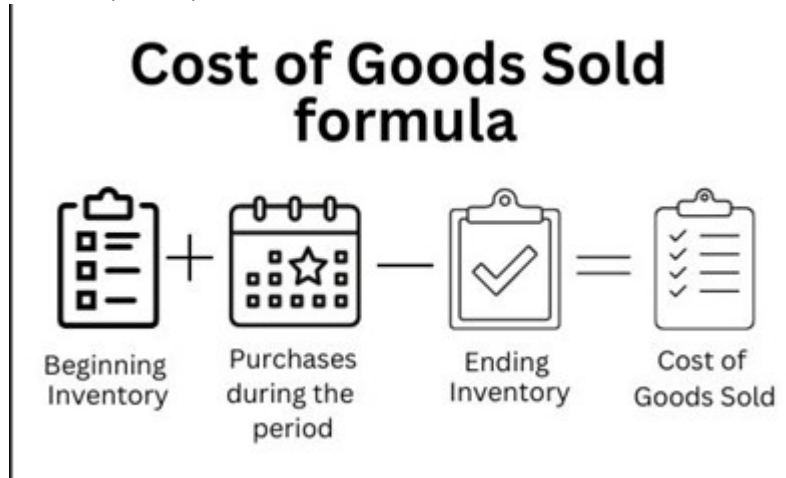 Cost of Goods Sold
formula
Beginning
Inventory
Purchases
during the
period
Ending
Inventory
Cost of
Goods Sold